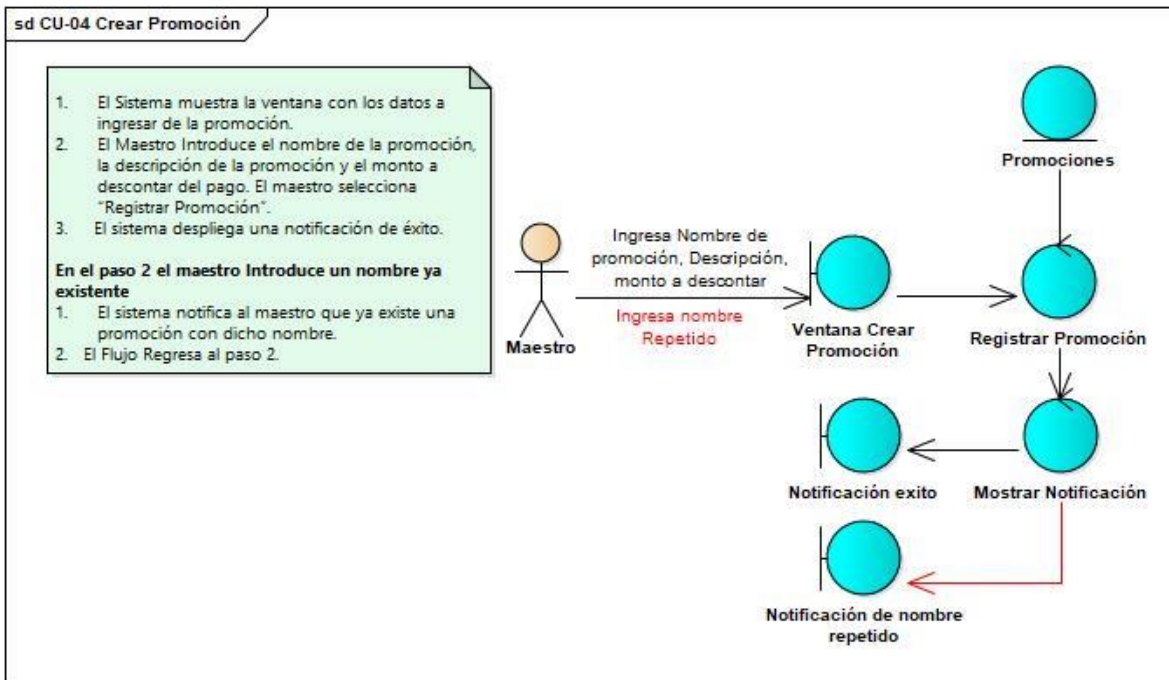 sd CU-04 Crear Promoción
1. El Sistema muestra la ventana con los datos a
ingresar de la promoción.
2. El Maestro Introduce el nombre de la promoción,
la descripción de la promoción y el monto a
descontar del pago. El maestro selecciona
“Registrar Promoción”.
3. El sistema despliega una notificación de éxito.
En el paso 2 el maestro Introduce un nombre ya
existente
1. El sistema notifica al maestro que ya existe una
promoción con dicho nombre.
2. El Flujo Regresa al paso 2.
Maestro
Ingresa Nombre de
promoción, Descripción,
monto a descontar
Ingresa nombre
Repetido
Ventana Crear
Promoción
Promociones
Registrar Promoción
Notificación exito
Mostrar Notificación
Notificación de nombre
repetido